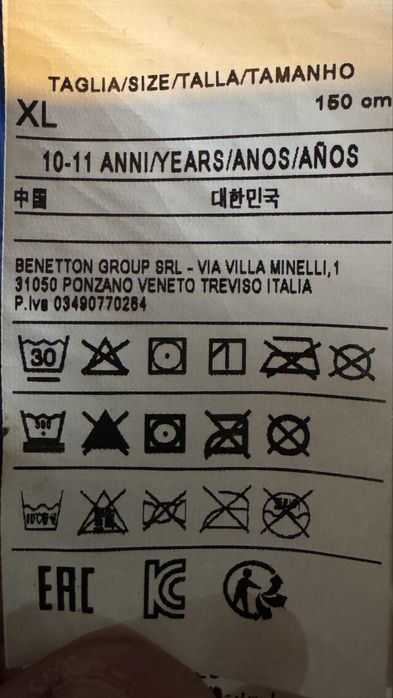 TAGLIA/SIZE/TALLA/TAMANHO
XL 150 cm
10-11 ANNI/YEARS/ANOS/AÑOS
中国 대한민국
BENETTON GROUP SRL - VIA VILLA MINELLI,1
31050 PONZANO VENETO TREVISO ITALIA
P.Iva 03490770264
30
EAC KC